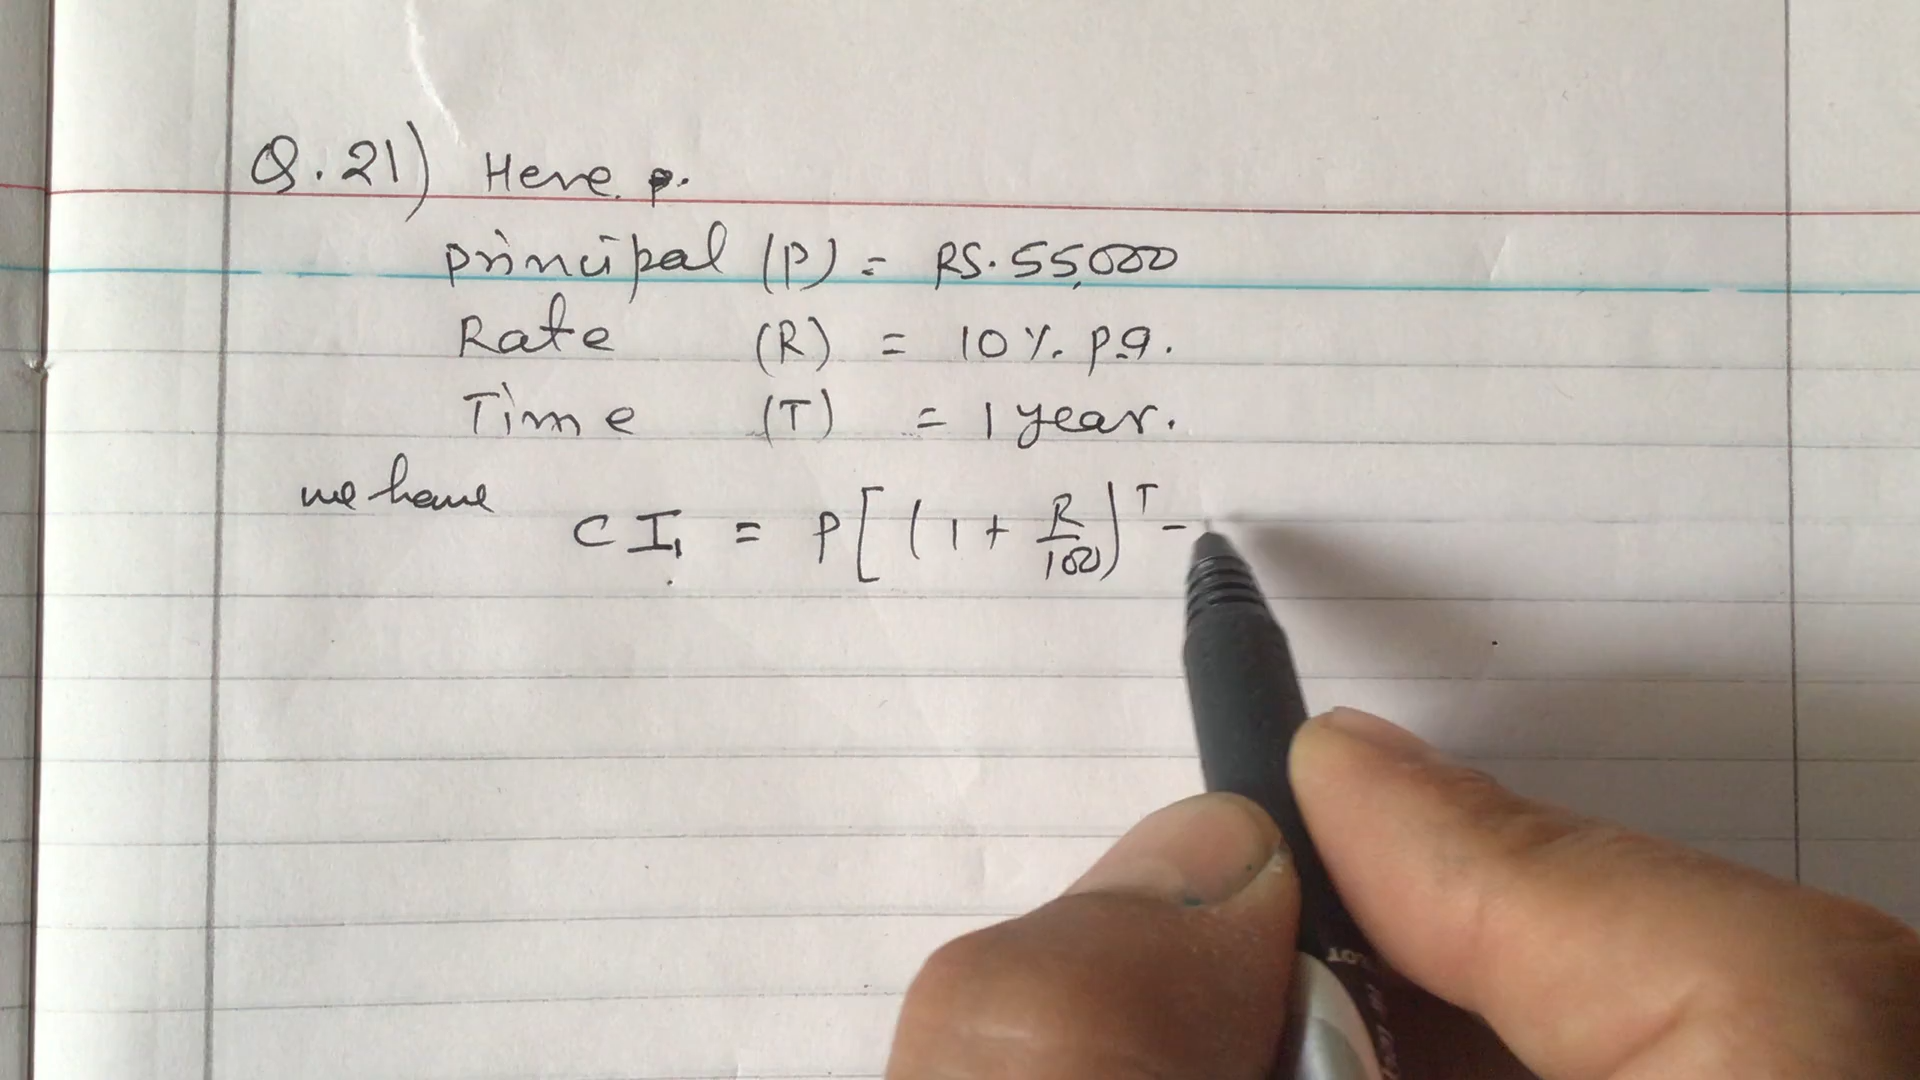 Q.21) Here P.
Principal (P) = RS. 55,000
Rate (R) = 10%. p.a.
Time (T) = 1 year.
we have
CI₁ = P[(1 + R/100)ᵀ -